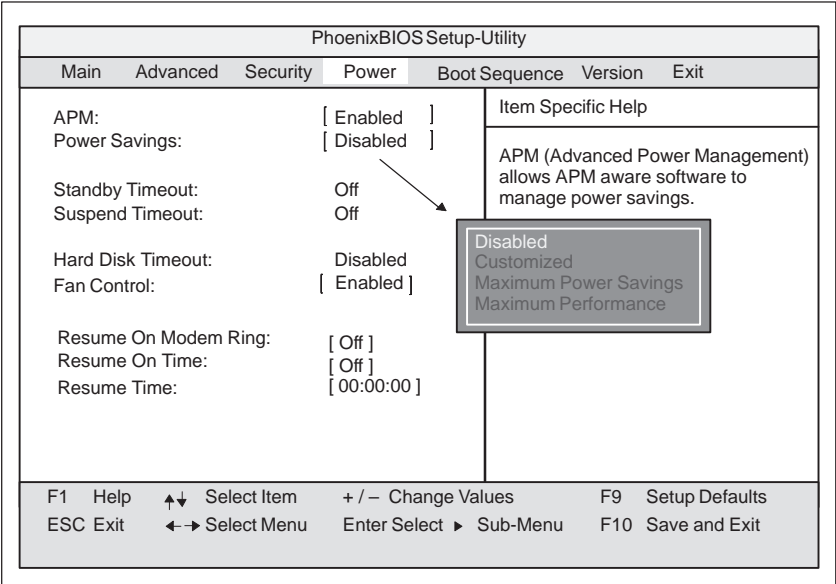 PhoenixBIOS Setup-Utility
Main Advanced Security Power Boot Sequence Version Exit
APM: [ Enabled ]
Power Savings: [ Disabled ]
Standby Timeout: Off
Suspend Timeout: Off
Hard Disk Timeout: Disabled
Fan Control: [ Enabled ]
Resume On Modem Ring: [ Off ]
Resume On Time: [ Off ]
Resume Time: [ 00:00:00 ]
Item Specific Help
APM (Advanced Power Management)
allows APM aware software to
manage power savings.
Disabled
Customized
Maximum Power Savings
Maximum Performance
F1 Help Select Item + / – Change Values F9 Setup Defaults
ESC Exit Select Menu Enter Select Sub-Menu F10 Save and Exit